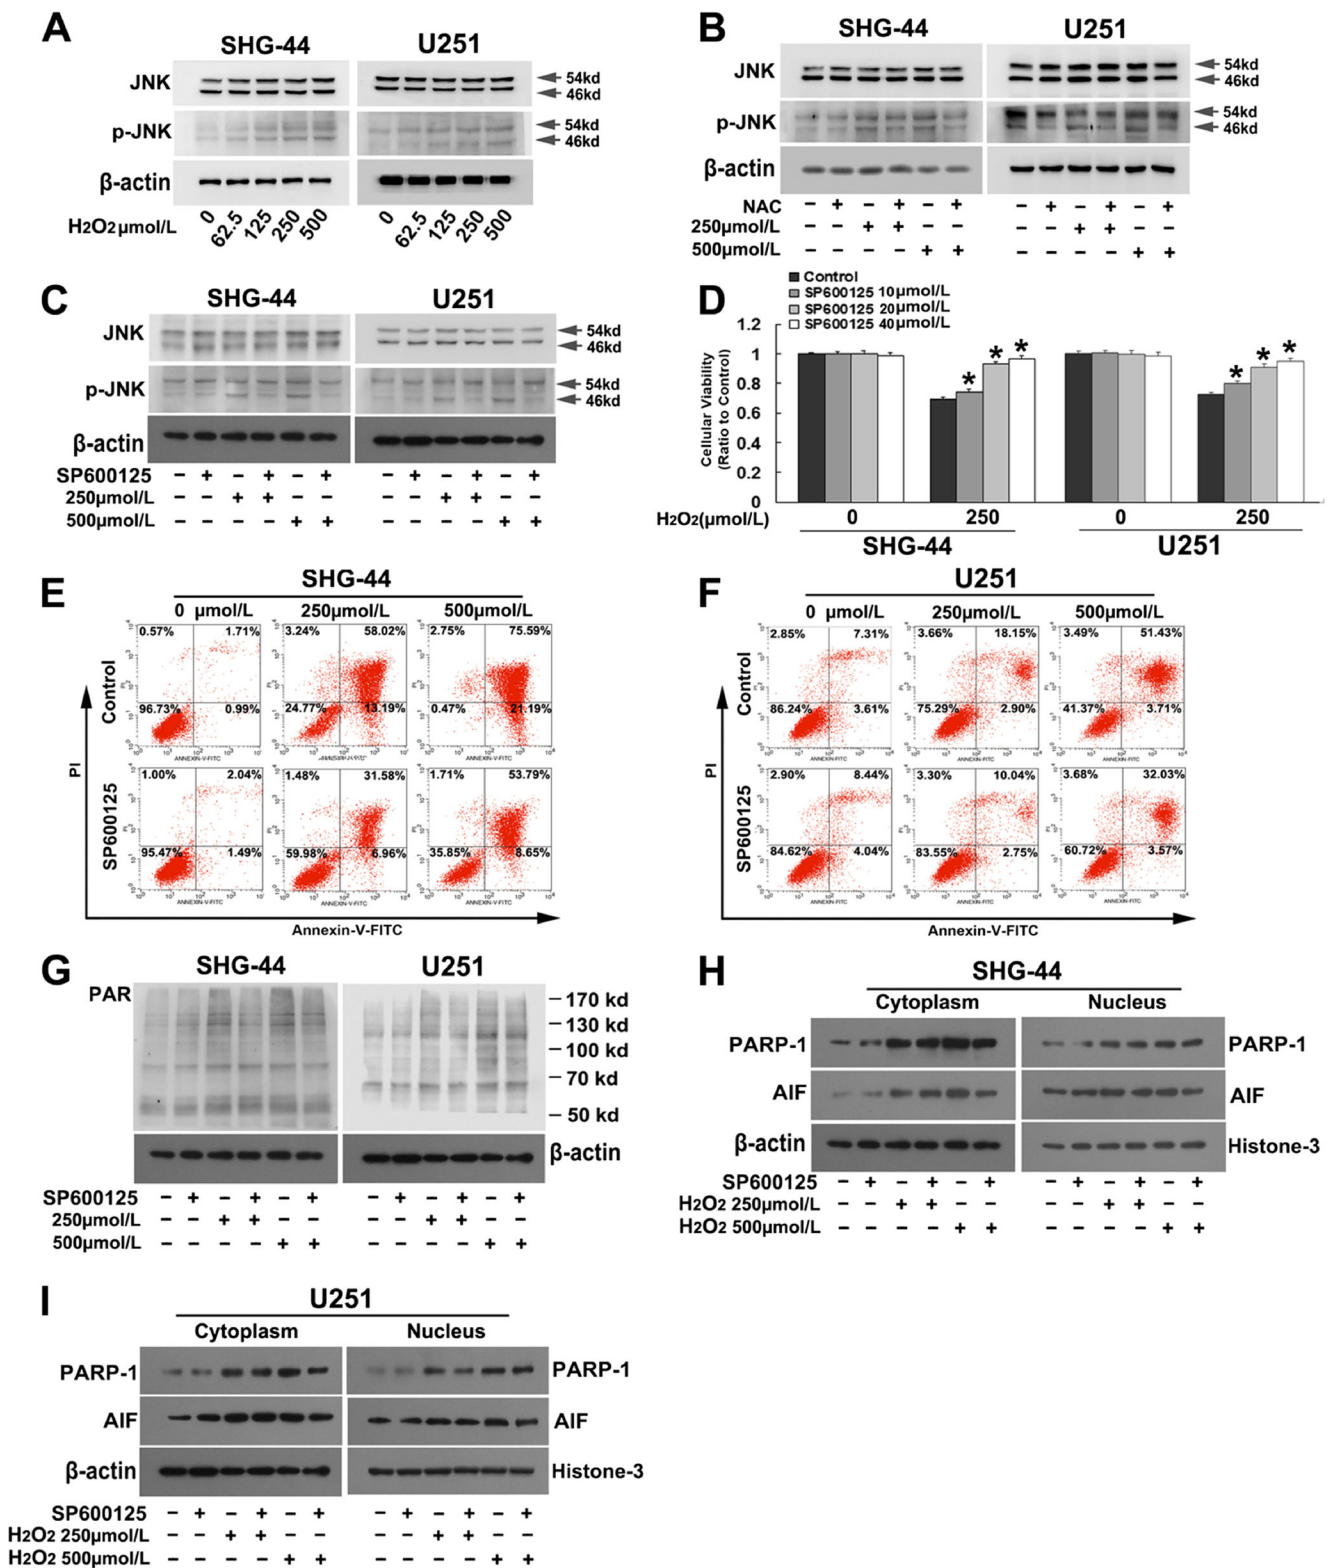 A
SHG-44 U251
JNK
54kd
46kd
p-JNK
54kd
46kd
β-actin
H2O2 μmol/L 0 62.5 125 250 500 0 62.5 125 250 500
B
SHG-44 U251
JNK
54kd
46kd
p-JNK
54kd
46kd
β-actin
NAC − + − + − + − + − + − +
250μmol/L − − + + − − − − + + − −
500μmol/L − − − − + + − − − − + +
C
SHG-44 U251
JNK
54kd
46kd
p-JNK
54kd
46kd
β-actin
SP600125 − + − + − + − + − + − +
250μmol/L − − + + − − − − + + − −
500μmol/L − − − − + + − − − − + +
D
Control
SP600125 10μmol/L
SP600125 20μmol/L
SP600125 40μmol/L
Cellular Viability
(Ratio to Control)
1.2
1
0.8
0.6
0.4
0.2
0
* * * * * *
H2O2(μmol/L) 0 250 0 250
SHG-44 U251
E
SHG-44
0 μmol/L 250μmol/L 500μmol/L
Control
0.57% 1.71% 3.24% 58.02% 2.75% 75.59%
96.73% 0.99% 24.77% 13.19% 0.47% 21.19%
SP600125
1.00% 2.04% 1.48% 31.58% 1.71% 53.79%
95.47% 1.49% 59.98% 6.96% 35.85% 8.65%
ANNEXIN-V-FITC ANNEXIN-V-FITC ANNEXIN-V-FITC
PI
Annexin-V-FITC
F
U251
0 μmol/L 250μmol/L 500μmol/L
Control
2.85% 7.31% 3.66% 18.15% 3.49% 51.43%
86.24% 3.61% 75.29% 2.90% 41.37% 3.71%
SP600125
2.90% 8.44% 3.30% 10.04% 3.68% 32.03%
84.62% 4.04% 83.55% 2.75% 60.72% 3.57%
ANNEXIN-V-FITC ANNEXIN-V-FITC ANNEXIN-V-FITC
PI
Annexin-V-FITC
G
SHG-44 U251
PAR
170 kd
130 kd
100 kd
70 kd
50 kd
β-actin
SP600125 − + − + − + − + − + − +
250μmol/L − − + + − − − − + + − −
500μmol/L − − − − + + − − − − + +
H
SHG-44
Cytoplasm Nucleus
PARP-1 PARP-1
AIF AIF
β-actin Histone-3
SP600125 − + − + − + − + − + − +
H2O2 250μmol/L − − + + − − − − + + − −
H2O2 500μmol/L − − − − + + − − − − + +
I
U251
Cytoplasm Nucleus
PARP-1 PARP-1
AIF AIF
β-actin Histone-3
SP600125 − + − + − + − + − + − +
H2O2 250μmol/L − − + + − − − − + + − −
H2O2 500μmol/L − − − − + + − − − − + +